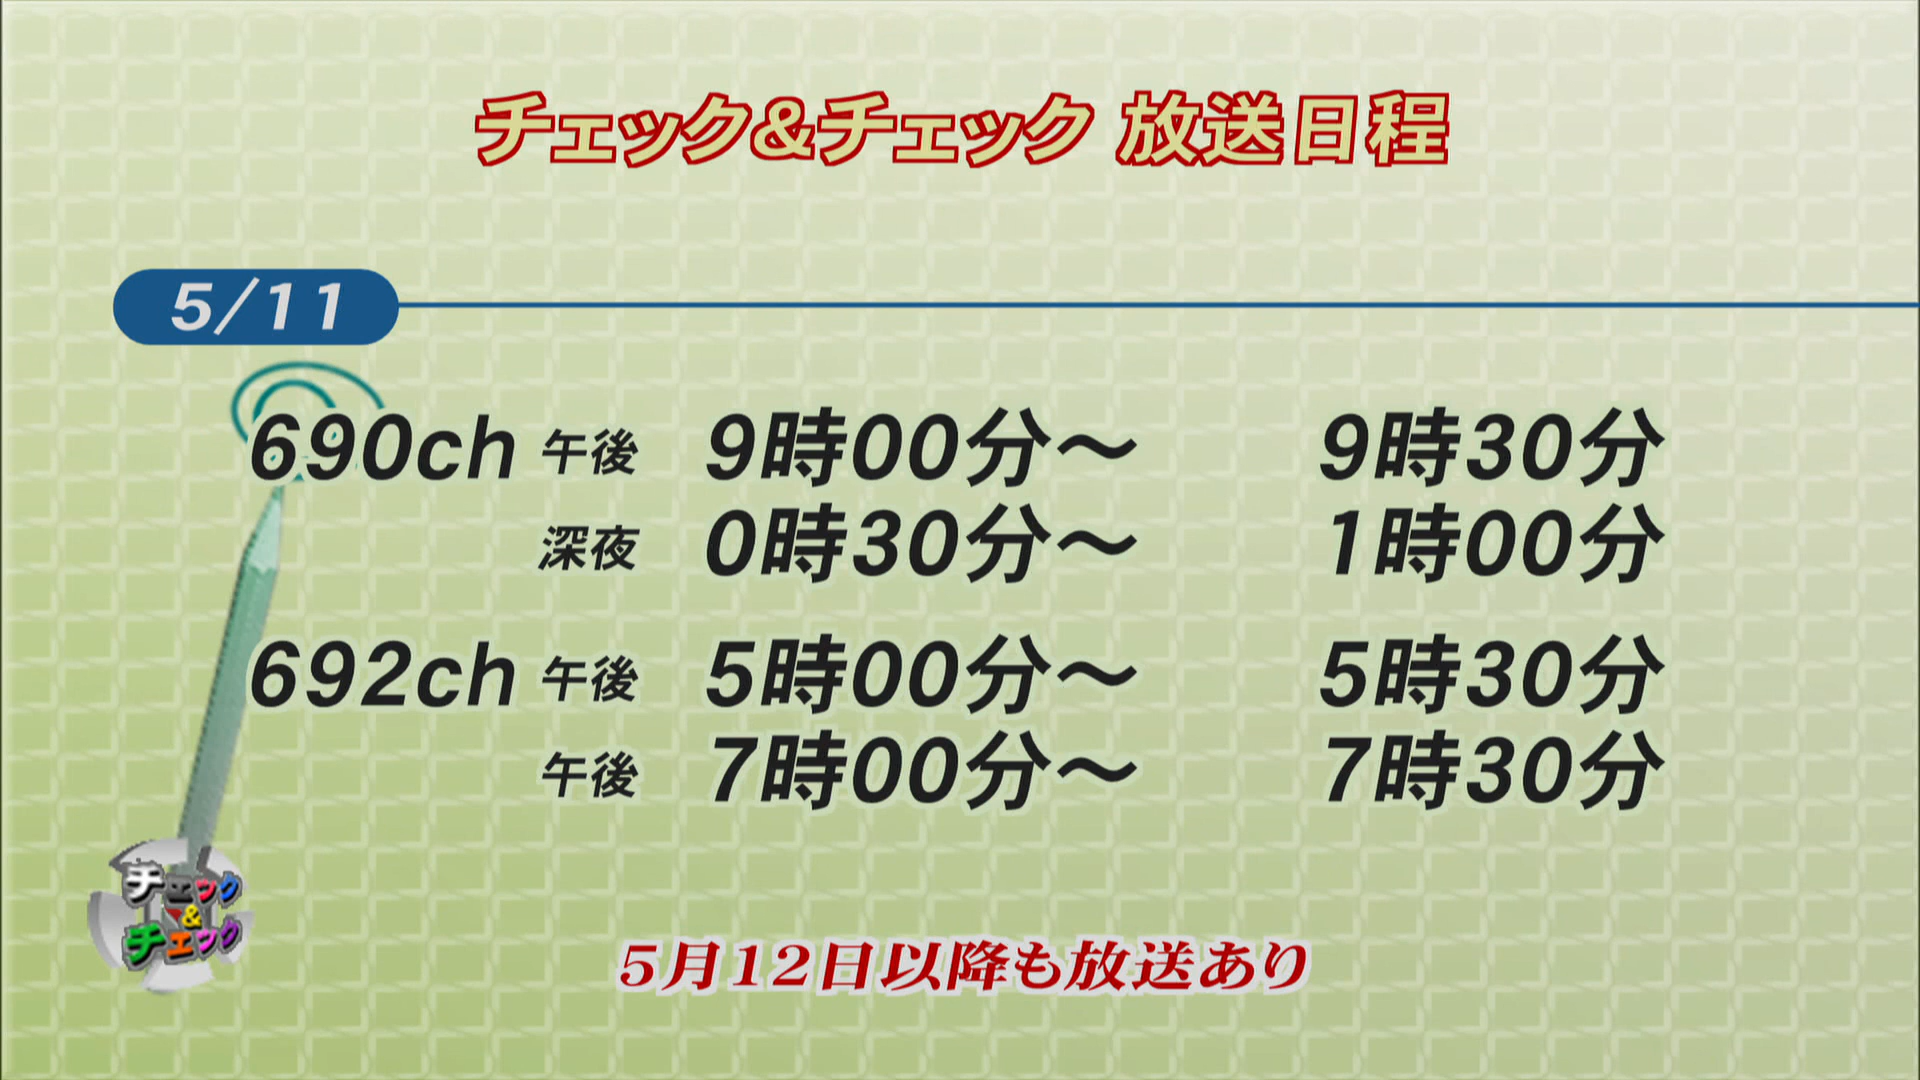 チェック&チェック 放送日程
5/11
690ch 午後 9時00分～ 9時30分
深夜 0時30分～ 1時00分
692ch 午後 5時00分～ 5時30分
午後 7時00分～ 7時30分
チェック
&
チェック
5月12日以降も放送あり